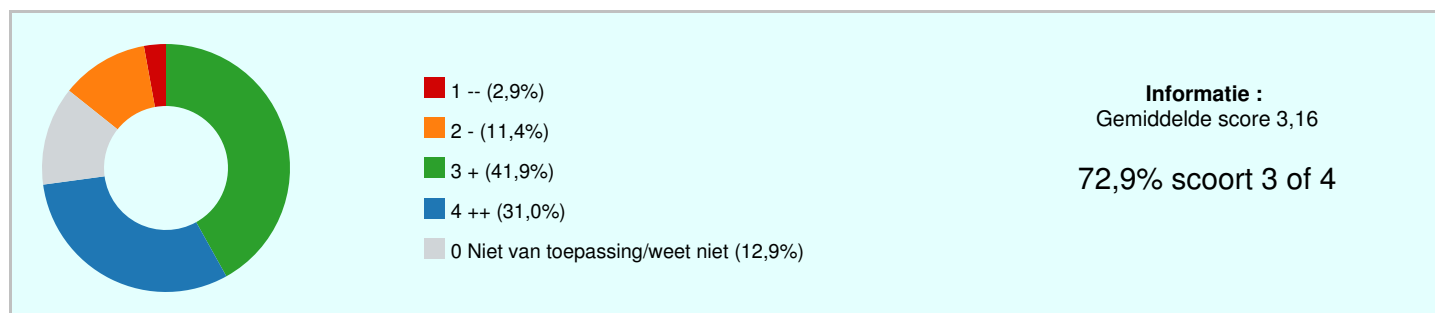 1 -- (2,9%)
2 - (11,4%)
3 + (41,9%)
4 ++ (31,0%)
0 Niet van toepassing/weet niet (12,9%)
Informatie :
Gemiddelde score 3,16
72,9% scoort 3 of 4